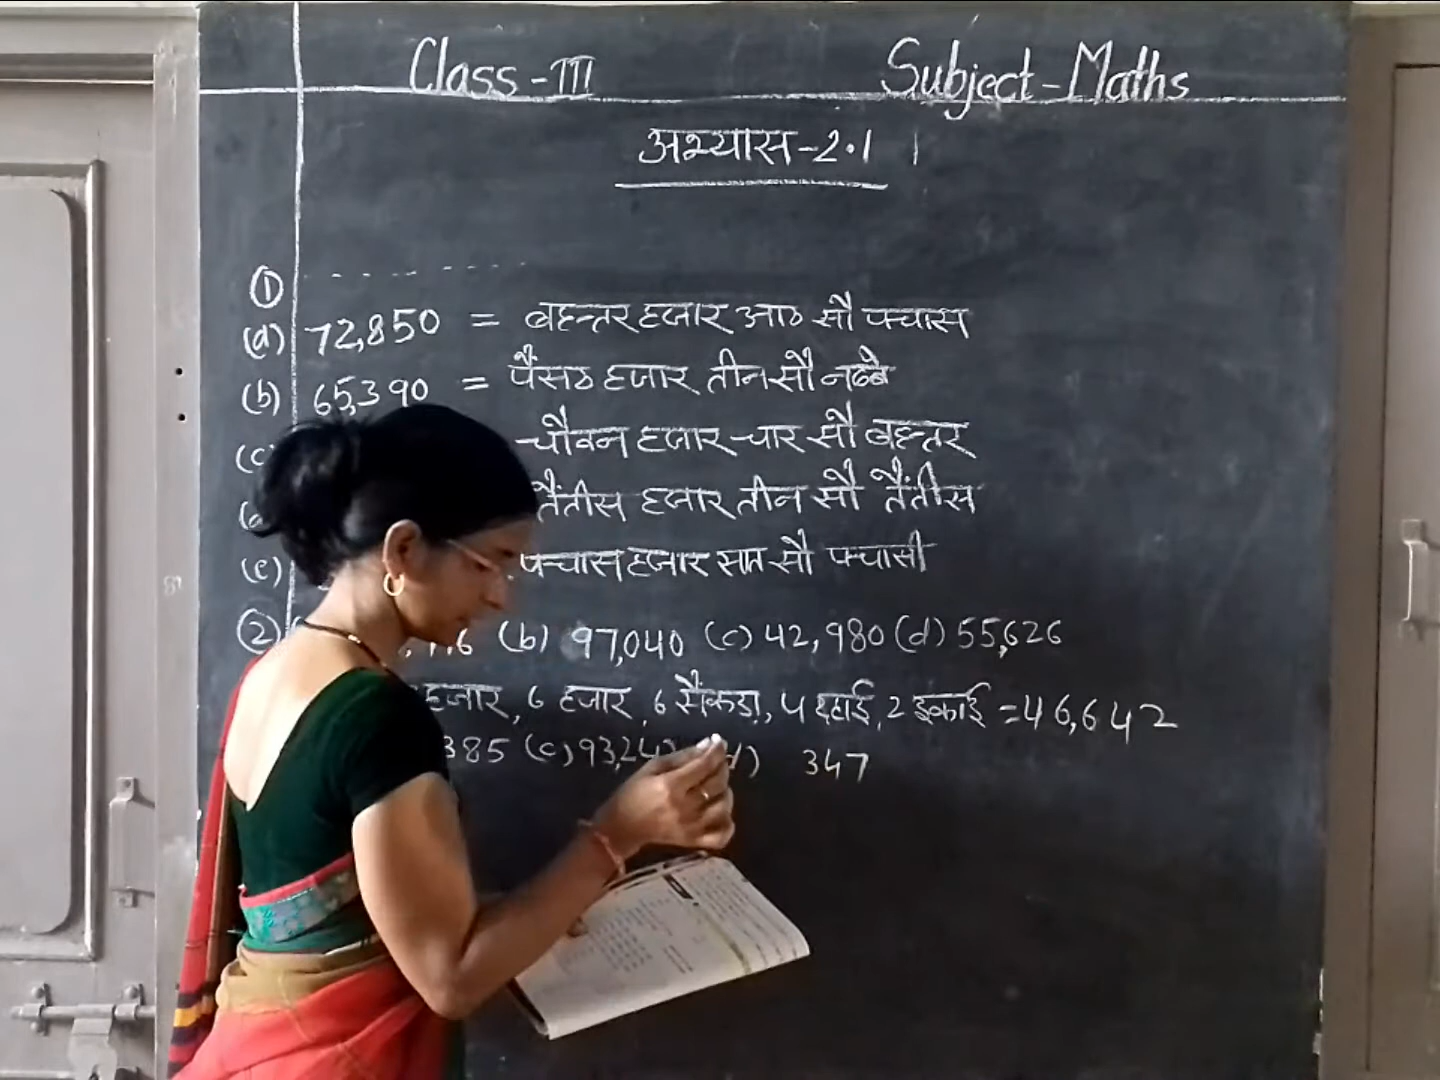 Class-III Subject-Maths
अभ्यास-2.1
①
(a) 72,850 = बहत्तर हजार आठ सौ पच्चास
(b) 65,390 = पैंसठ हजार तीन सौ नब्बे
(c चौवन हजार चार सौ बहत्तर
तैंतीस हजार तीन सौ तैंतीस
(e) पच्चास हजार सात सौ पच्चासी
② (b) 97,040 (c) 42,980 (d) 55,626
हजार, 6 हजार, 6 सैंकड़ा, 4 दहाई, 2 इकाई = 46,642
385 (c) 93,24 347